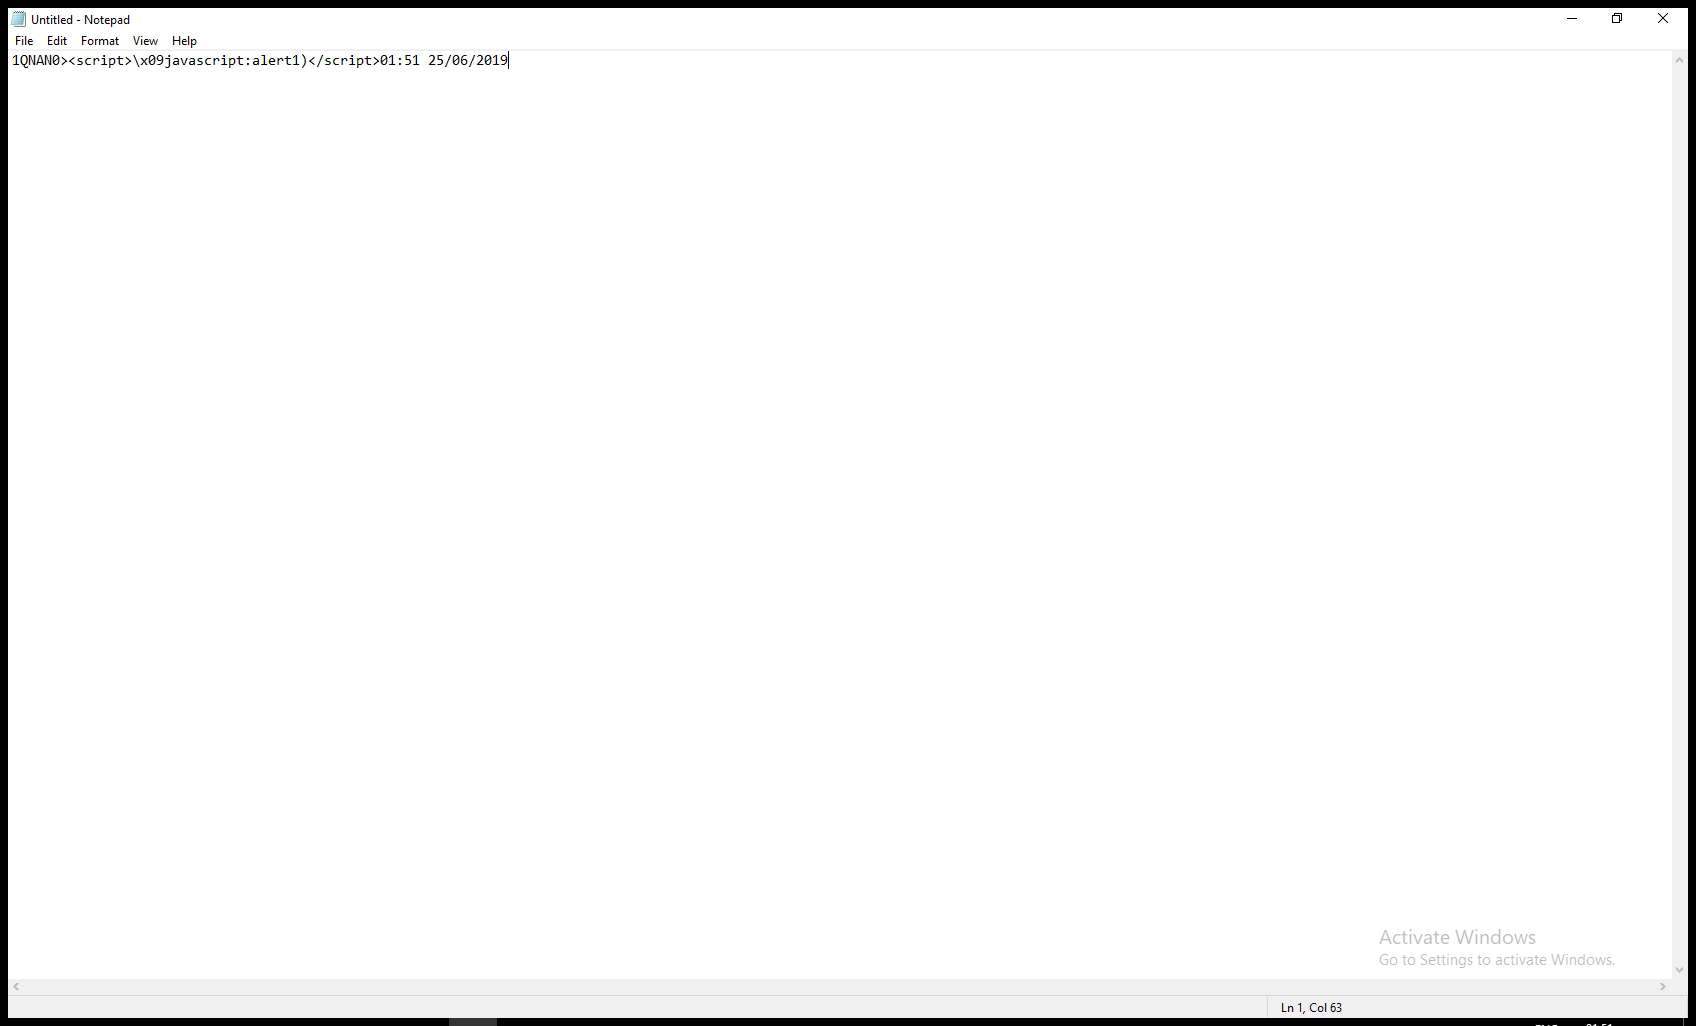 Untitled - Notepad
File Edit Format View Help
1QNAN0><script>\x09javascript:alert1)</script>01:51 25/06/2019
Activate Windows
Go to Settings to activate Windows.
Ln 1, Col 63